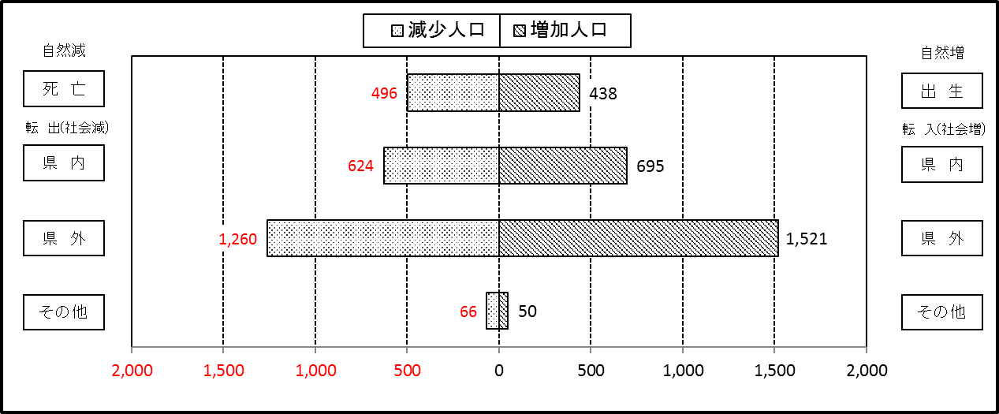 減少人口 増加人口
自然減 自然増
死 亡 496 438 出 生
転 出(社会減) 転 入(社会増)
県 内 624 695 県 内
県 外 1,260 1,521 県 外
その他 66 50 その他
2,000 1,500 1,000 500 0 500 1,000 1,500 2,000